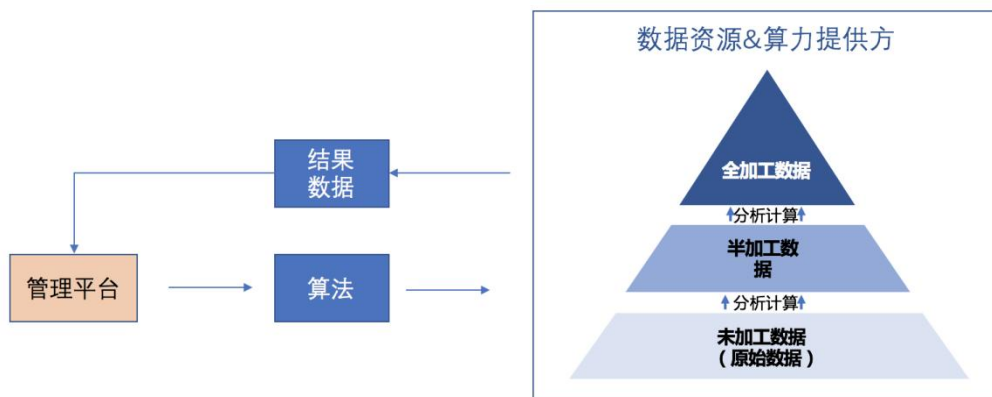 数据资源&算力提供方
结果
数据
全加工数据
分析计算
管理平台
算法
半加工数
据
分析计算
未加工数据
（原始数据）